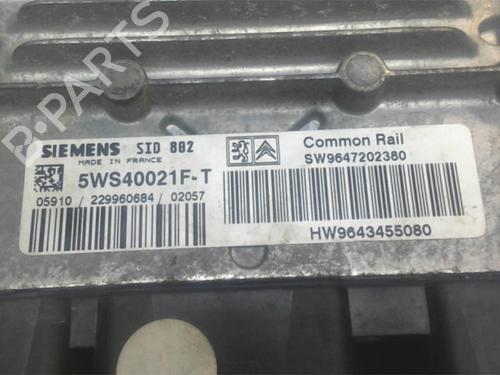 SIEMENS SID 802
MADE IN FRANCE
5WS40021F-T
05910 / 229960684 / 02057
Common Rail
SW9647202380
HW9643455080
B-PARTS